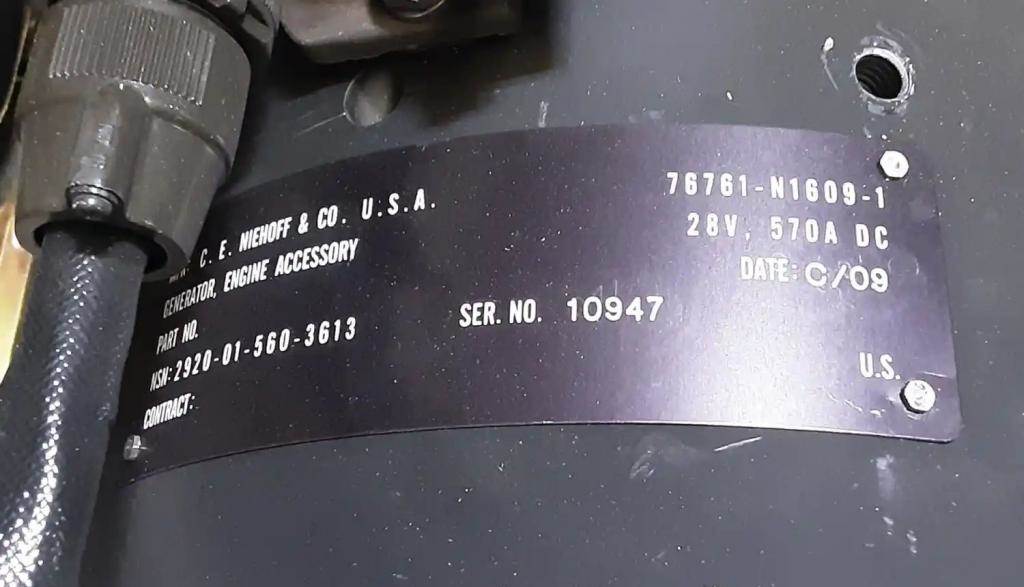 C. E. NIEHOFF & CO. U.S.A. 76761-N1609-1
GENERATOR, ENGINE ACCESSORY 28V, 570A DC
DATE: C/09
PART NO. SER. NO. 10947
NSN: 2920-01-560-3613
U.S.
CONTRACT: